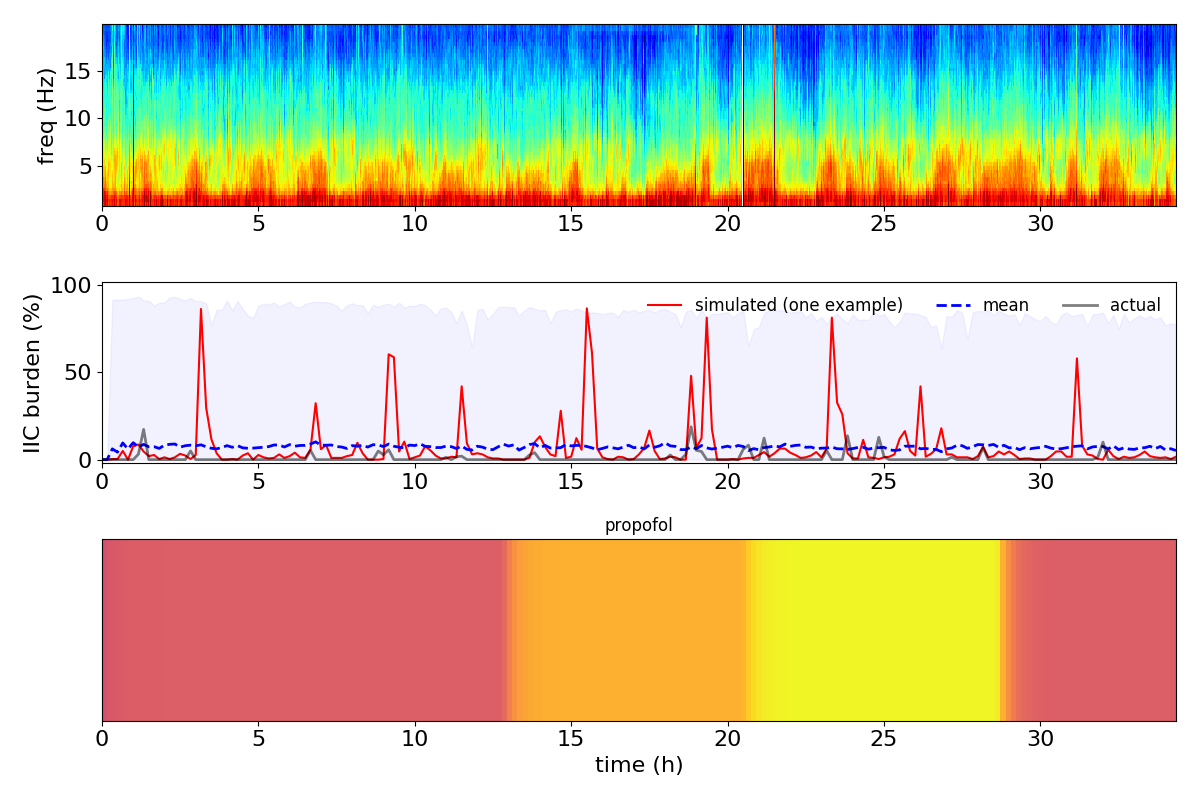 freq (Hz)
15
10
5
0 5 10 15 20 25 30
IIC burden (%)
100
50
0
simulated (one example) mean actual
0 5 10 15 20 25 30
propofol
0 5 10 15 20 25 30
time (h)